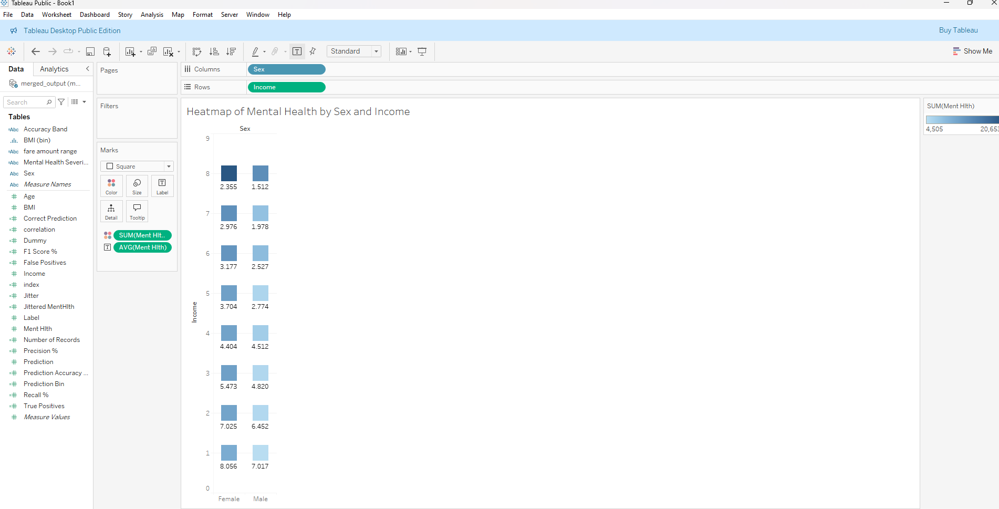 Tableau Public - Book1
File Data Worksheet Dashboard Story Analysis Map Format Server Window Help
Tableau Desktop Public Edition
Buy Tableau
Standard
Show Me
Data Analytics
merged_output (m...
Search
Tables
Accuracy Band
BMI (bin)
fare amount range
Mental Health Severi...
Sex
Measure Names
Age
BMI
Correct Prediction
correlation
Dummy
F1 Score %
False Positives
Income
index
Jitter
Jittered MentHlth
Label
Ment Hlth
Number of Records
Precision %
Prediction
Prediction Accuracy ...
Prediction Bin
Recall %
True Positives
Measure Values
=Abc
=Abc
=Abc
Abc
Abc
Pages
Filters
Marks
Square
Color Size Label
Detail Tooltip
SUM(Ment Hlt..
AVG(Ment Hlth)
Columns Sex
Rows Income
Heatmap of Mental Health by Sex and Income
Sex
Income
9
8
2.355 1.512
7
2.976 1.978
6
3.177 2.527
5
3.704 2.774
4
4.404 4.512
3
5.473 4.820
2
7.025 6.452
1
8.056 7.017
0
Female Male
SUM(Ment Hlth)
4,505 20,653